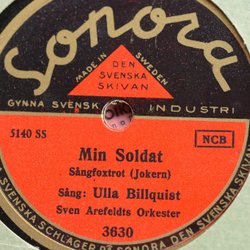 Sonora
MADE IN SWEDEN
DEN
SVENSKA
SKIVAN
GYNNA SVENSK INDUSTRI
5140 SS
NCB
Min Soldat
Sångfoxtrot (Jokern)
Sång: Ulla Billquist
Sven Arefeldts Orkester
3630
SVENSKA SCHLAGER PÅ SONORA DEN SVENSKA